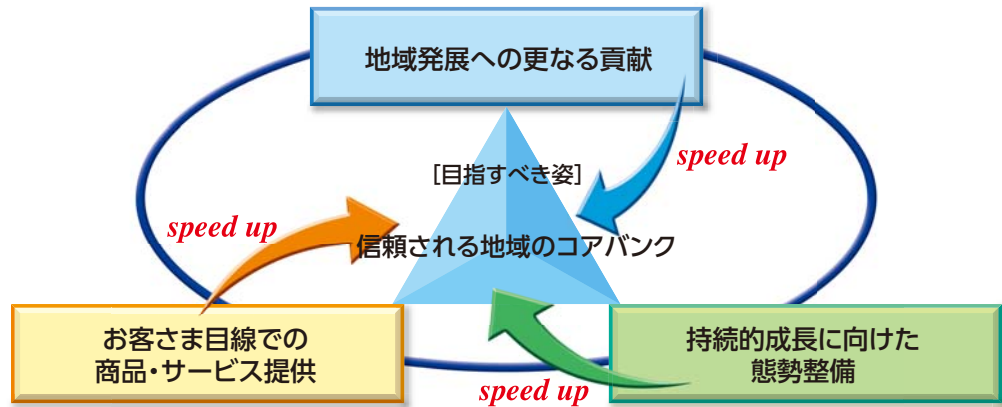 地域発展への更なる貢献
speed up
[目指すべき姿]
speed up
信頼される地域のコアバンク
お客さま目線での
商品・サービス提供
持続的成長に向けた
態勢整備
speed up